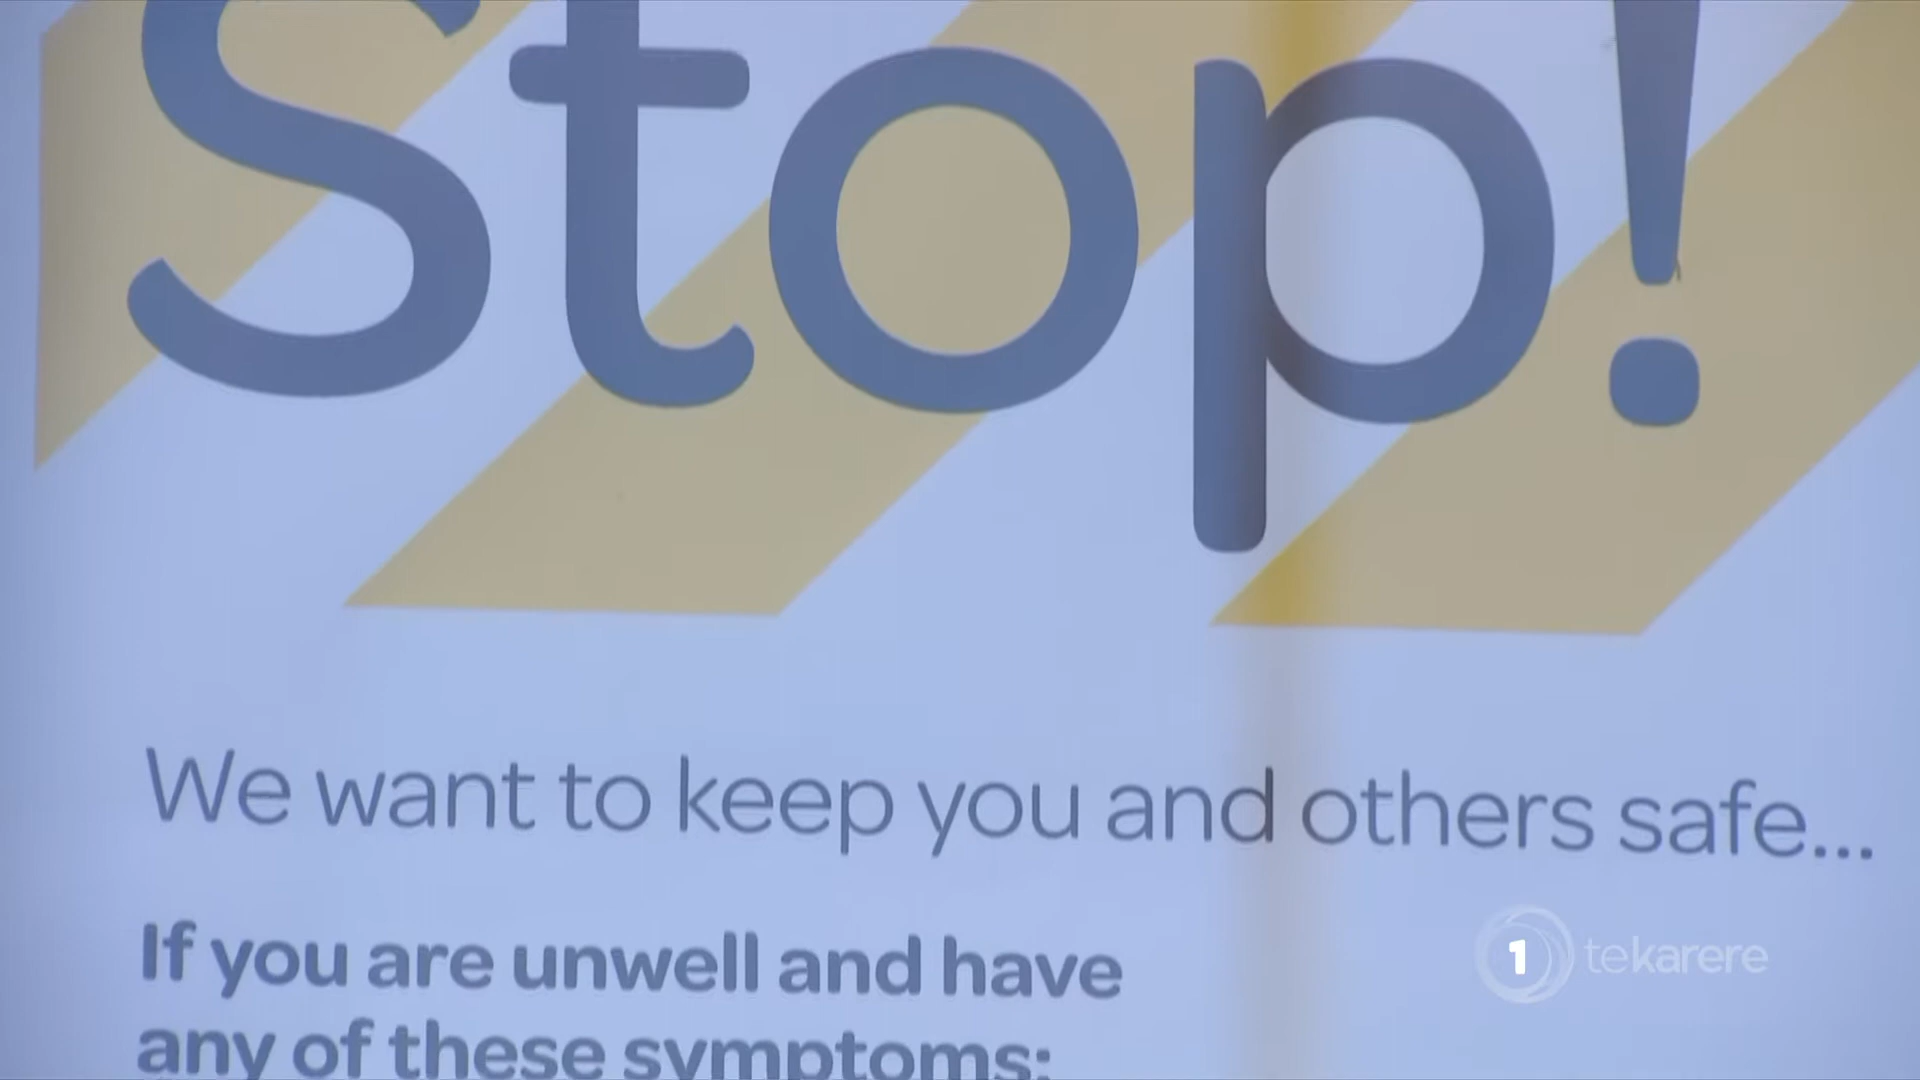 Stop!
We want to keep you and others safe...
If you are unwell and have
any of these symptoms:
1 tekarere